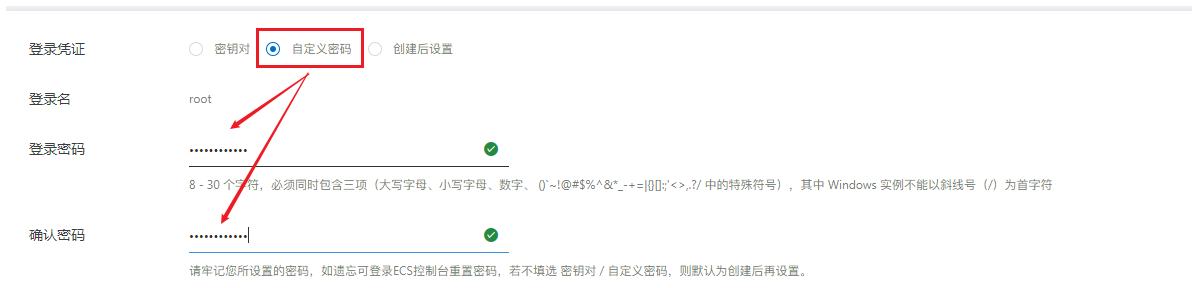 登录凭证 密钥对 自定义密码 创建后设置
登录名 root
登录密码 ••••••••••••
8 - 30 个字符，必须同时包含三项（大写字母、小写字母、数字、 ()`~!@#$%^&*_-+=|{}[]:;'<>,.?/ 中的特殊符号），其中 Windows 实例不能以斜线号（/）为首字符
确认密码 ••••••••••••
请牢记您所设置的密码，如遗忘可登录ECS控制台重置密码，若不填选 密钥对 / 自定义密码，则默认为创建后再设置。